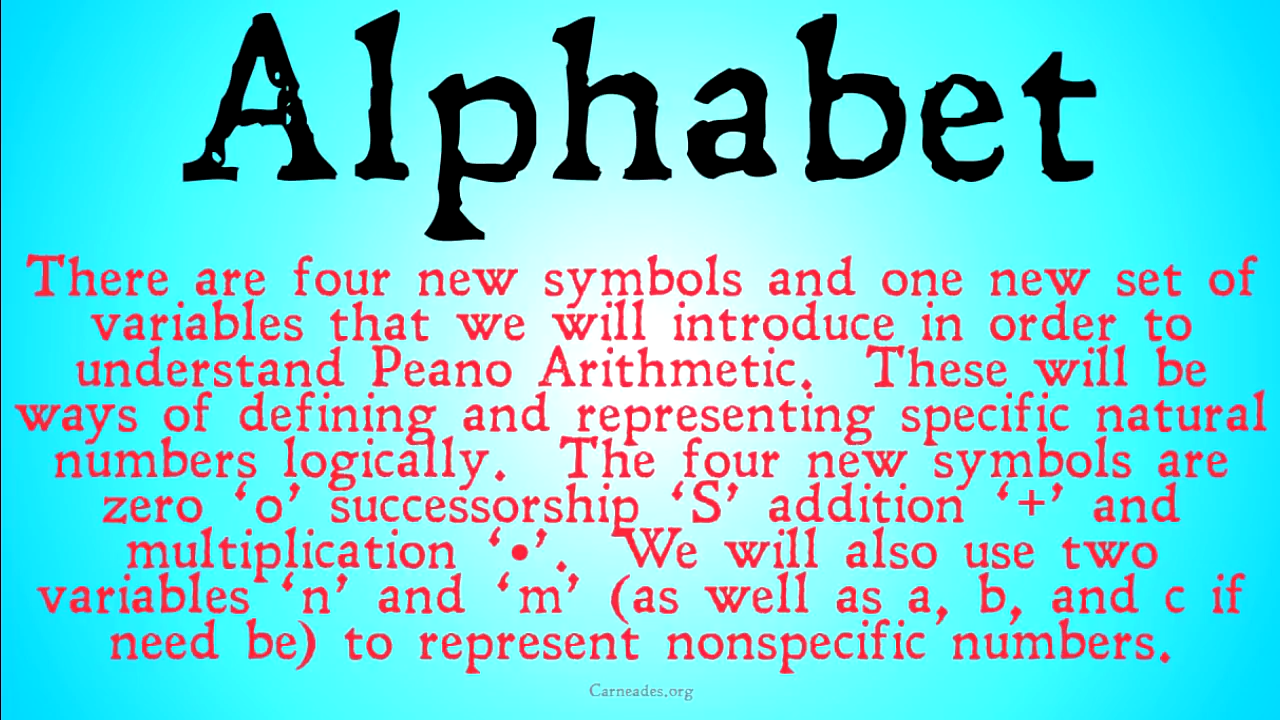 Alphabet
There are four new symbols and one new set of
variables that we will introduce in order to
understand Peano Arithmetic.  These will be
ways of defining and representing specific natural
numbers logically.  The four new symbols are
zero ‘o’ successorship ‘S’ addition ‘+’ and
multiplication ‘•’.  We will also use two
variables ‘n’ and ‘m’ (as well as a, b, and c if
need be) to represent nonspecific numbers.
Carneades.org